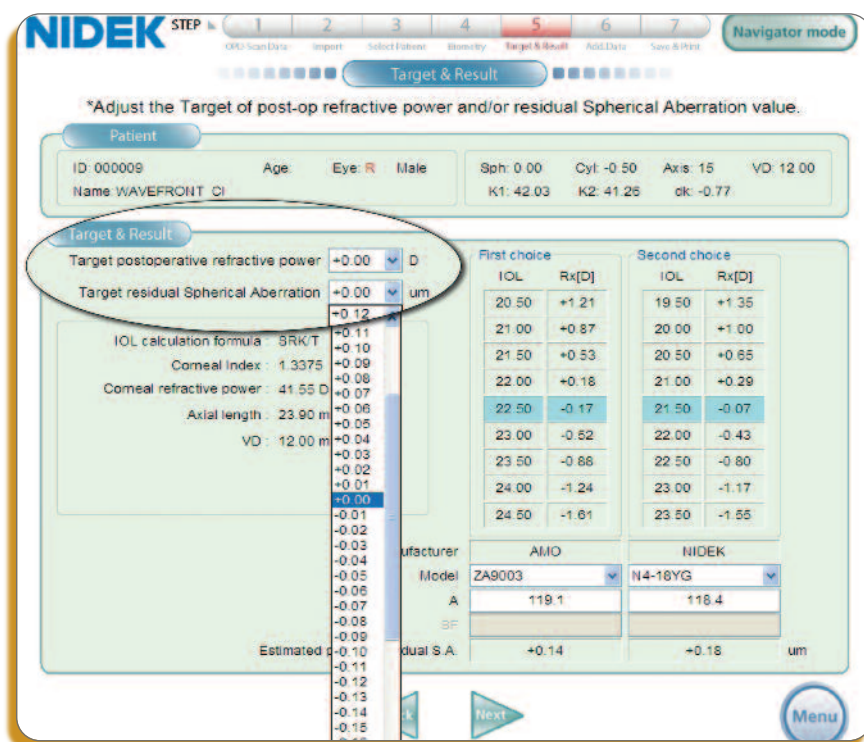 NIDEK STEP 1 2 3 4 5 6 7 Navigator mode
OPD-Scan Data Import Select Patient Biometry Target & Result Add.Data Save & Print
Target & Result
*Adjust the Target of post-op refractive power and/or residual Spherical Aberration value.
Patient
ID: 000009 Age: Eye: R Male Sph: 0.00 Cyl: -0.50 Axis: 15 VD: 12.00
Name: WAVEFRONT CI K1: 42.03 K2: 41.26 dk: -0.77
Target & Result
Target postoperative refractive power +0.00 D
Target residual Spherical Aberration +0.00 um
+0.12
+0.11
+0.10
+0.09
+0.08
+0.07
+0.06
+0.05
+0.04
+0.03
+0.02
+0.01
+0.00
-0.01
-0.02
-0.03
-0.04
-0.05
-0.06
-0.07
-0.08
-0.09
-0.10
-0.11
-0.12
-0.13
-0.14
-0.15
IOL calculation formula : SRK/T
Corneal Index : 1.3375
Corneal refractive power : 41.55 D
Axial length : 23.90 m
VD : 12.00 m
First choice Second choice
IOL Rx[D] IOL Rx[D]
20.50 +1.21 19.50 +1.35
21.00 +0.87 20.00 +1.00
21.50 +0.53 20.50 +0.65
22.00 +0.18 21.00 +0.29
22.50 -0.17 21.50 -0.07
23.00 -0.52 22.00 -0.43
23.50 -0.88 22.50 -0.80
24.00 -1.24 23.00 -1.17
24.50 -1.61 23.50 -1.55
ufacturer AMO NIDEK
Model ZA9003 N4-18YG
A 119.1 118.4
SF
Estimated p dual S.A. +0.14 +0.18 um
ck Next Menu